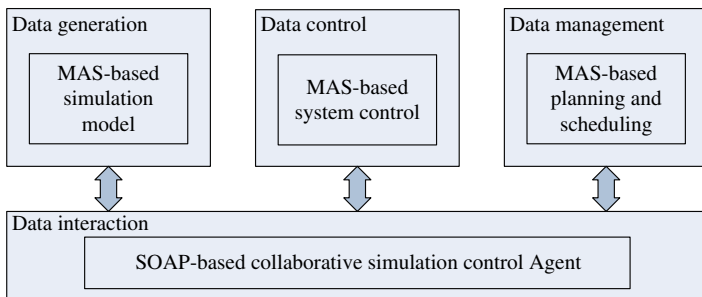 Data generation
MAS-based
simulation
model
Data control
MAS-based
system control
Data management
MAS-based
planning and
scheduling
Data interaction
SOAP-based collaborative simulation control Agent